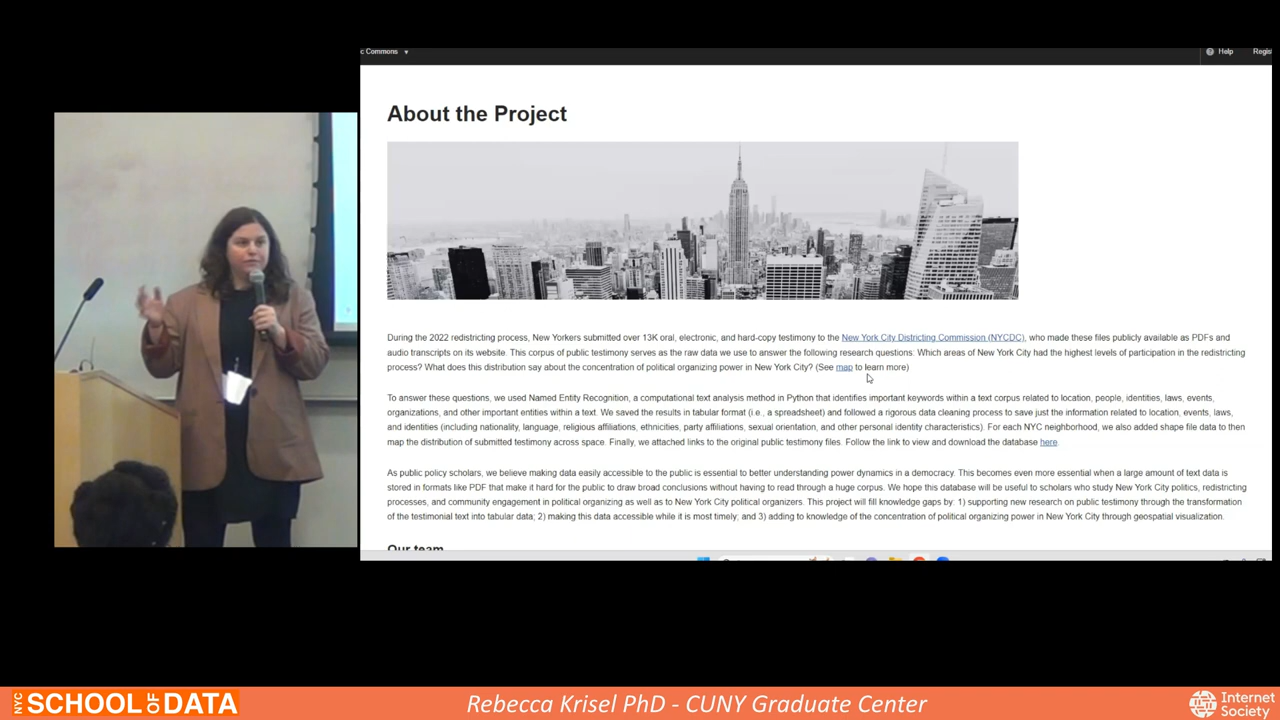 c Commons ▼
Help
Regis
About the Project
During the 2022 redistricting process, New Yorkers submitted over 13K oral, electronic, and hard-copy testimony to the New York City Districting Commission (NYCDC), who made these files publicly available as PDFs and
audio transcripts on its website. This corpus of public testimony serves as the raw data we use to answer the following research questions: Which areas of New York City had the highest levels of participation in the redistricting
process? What does this distribution say about the concentration of political organizing power in New York City? (See map to learn more)
To answer these questions, we used Named Entity Recognition, a computational text analysis method in Python that identifies important keywords within a text corpus related to location, people, identities, laws, events,
organizations, and other important entities within a text. We saved the results in tabular format (i.e., a spreadsheet) and followed a rigorous data cleaning process to save just the information related to location, events, laws,
and identities (including nationality, language, religious affiliations, ethnicities, party affiliations, sexual orientation, and other personal identity characteristics). For each NYC neighborhood, we also added shape file data to then
map the distribution of submitted testimony across space. Finally, we attached links to the original public testimony files. Follow the link to view and download the database here.
As public policy scholars, we believe making data easily accessible to the public is essential to better understanding power dynamics in a democracy. This becomes even more essential when a large amount of text data is
stored in formats like PDF that make it hard for the public to draw broad conclusions without having to read through a huge corpus. We hope this database will be useful to scholars who study New York City politics, redistricting
processes, and community engagement in political organizing as well as to New York City political organizers. This project will fill knowledge gaps by: 1) supporting new research on public testimony through the transformation
of the testimonial text into tabular data; 2) making this data accessible while it is most timely; and 3) adding to knowledge of the concentration of political organizing power in New York City through geospatial visualization.
Our team
NYC SCHOOL OF DATA
Rebecca Krisel PhD - CUNY Graduate Center
Internet
Society